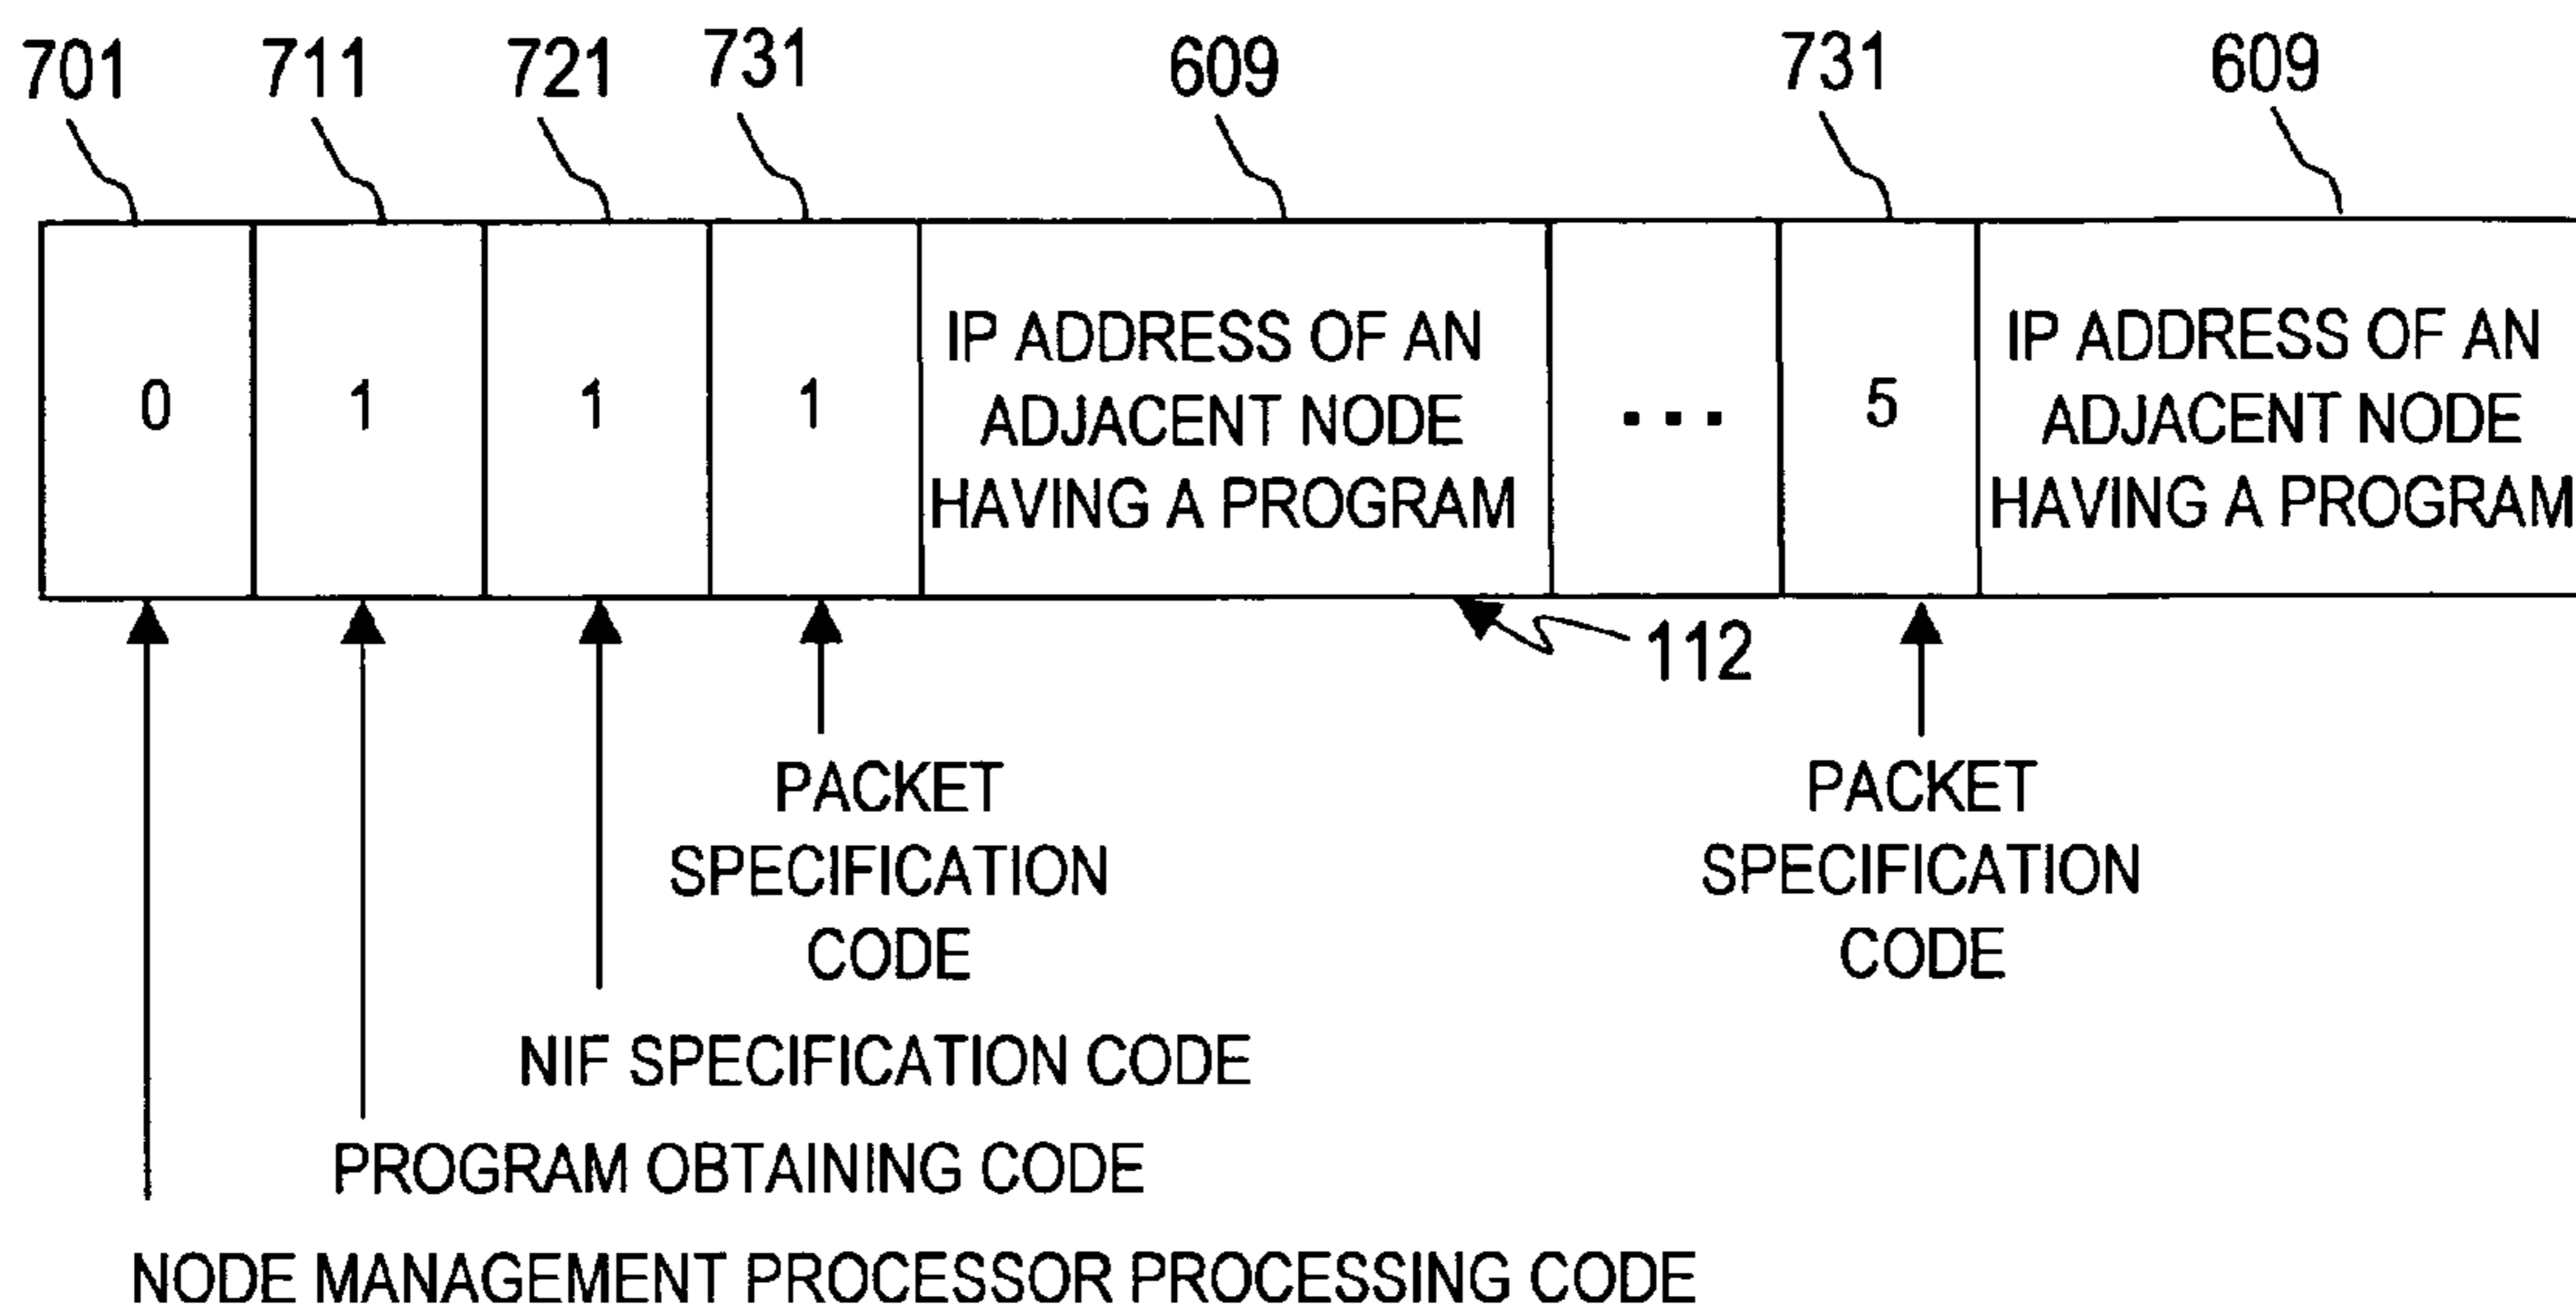 701 711 721 731 609 731 609
0 1 1 1 IP ADDRESS OF AN ADJACENT NODE HAVING A PROGRAM ... 5 IP ADDRESS OF AN ADJACENT NODE HAVING A PROGRAM
112
PACKET
SPECIFICATION
CODE
PACKET
SPECIFICATION
CODE
NIF SPECIFICATION CODE
PROGRAM OBTAINING CODE
NODE MANAGEMENT PROCESSOR PROCESSING CODE